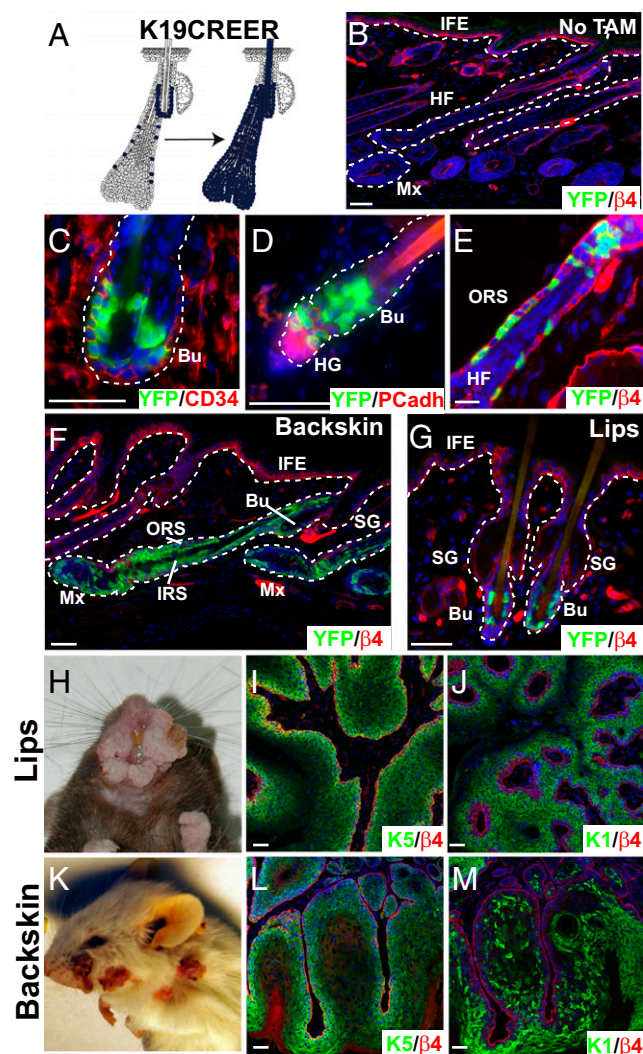 A
K19CREER
B
IFE
No TAM
HF
Mx
YFP/β4
C
Bu
YFP/CD34
D
Bu
HG
YFP/PCadh
E
ORS
HF
YFP/β4
F
Backskin
IFE
Bu
ORS
SG
IRS
Mx
Mx
YFP/β4
G
Lips
IFE
SG
SG
Bu
Bu
YFP/β4
Lips
H
I
K5/β4
J
K1/β4
Backskin
K
L
K5/β4
M
K1/β4